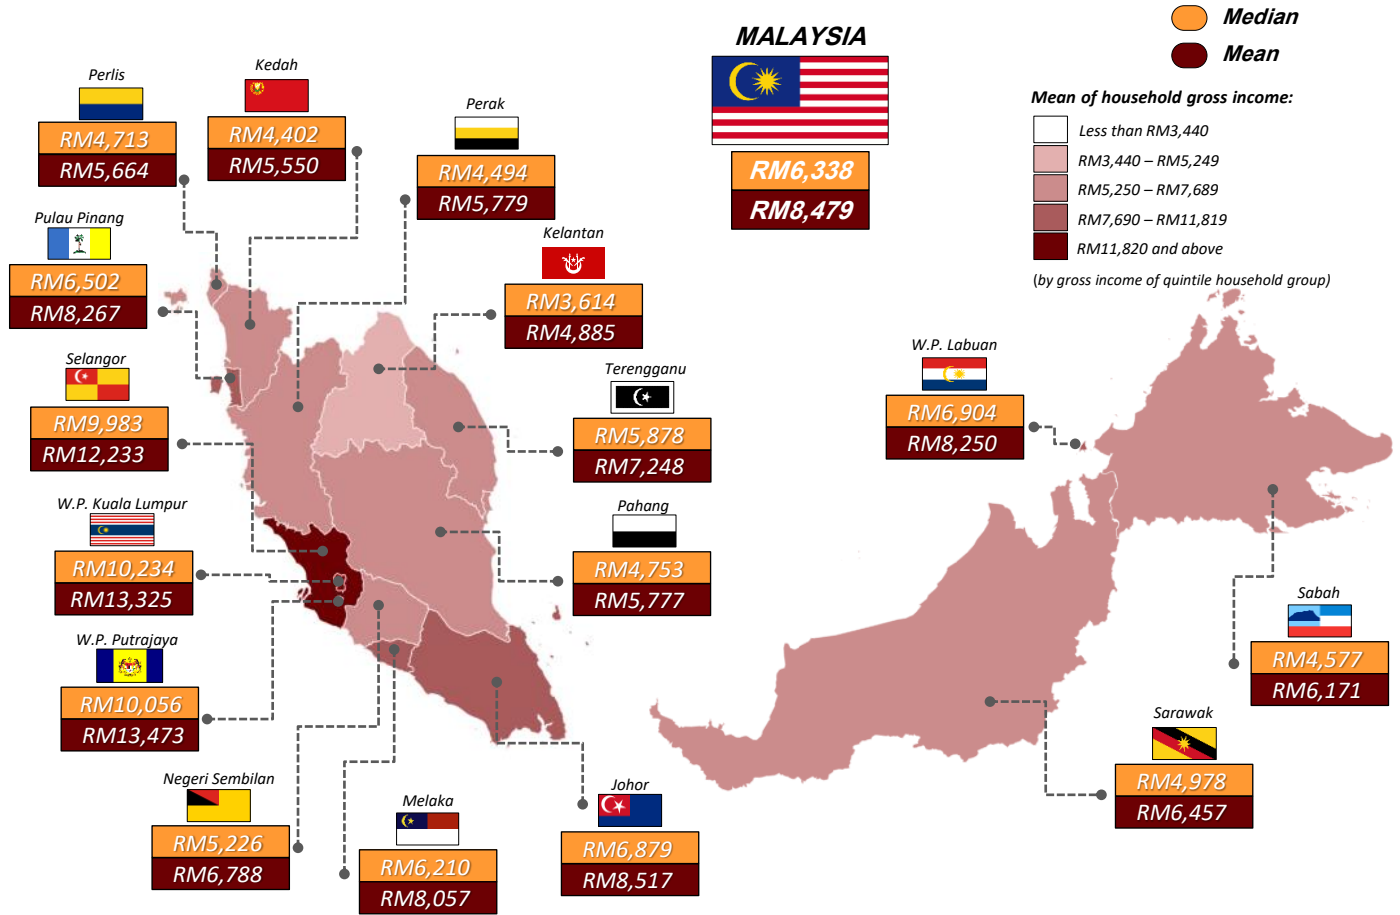 Median
Mean
MALAYSIA
RM6,338
RM8,479
Mean of household gross income:
Less than RM3,440
RM3,440 – RM5,249
RM5,250 – RM7,689
RM7,690 – RM11,819
RM11,820 and above
(by gross income of quintile household group)
Perlis
RM4,713
RM5,664
Kedah
RM4,402
RM5,550
Perak
RM4,494
RM5,779
Pulau Pinang
RM6,502
RM8,267
Kelantan
RM3,614
RM4,885
Selangor
RM9,983
RM12,233
Terengganu
RM5,878
RM7,248
W.P. Labuan
RM6,904
RM8,250
W.P. Kuala Lumpur
RM10,234
RM13,325
Pahang
RM4,753
RM5,777
W.P. Putrajaya
RM10,056
RM13,473
Sabah
RM4,577
RM6,171
Negeri Sembilan
RM5,226
RM6,788
Melaka
RM6,210
RM8,057
Johor
RM6,879
RM8,517
Sarawak
RM4,978
RM6,457